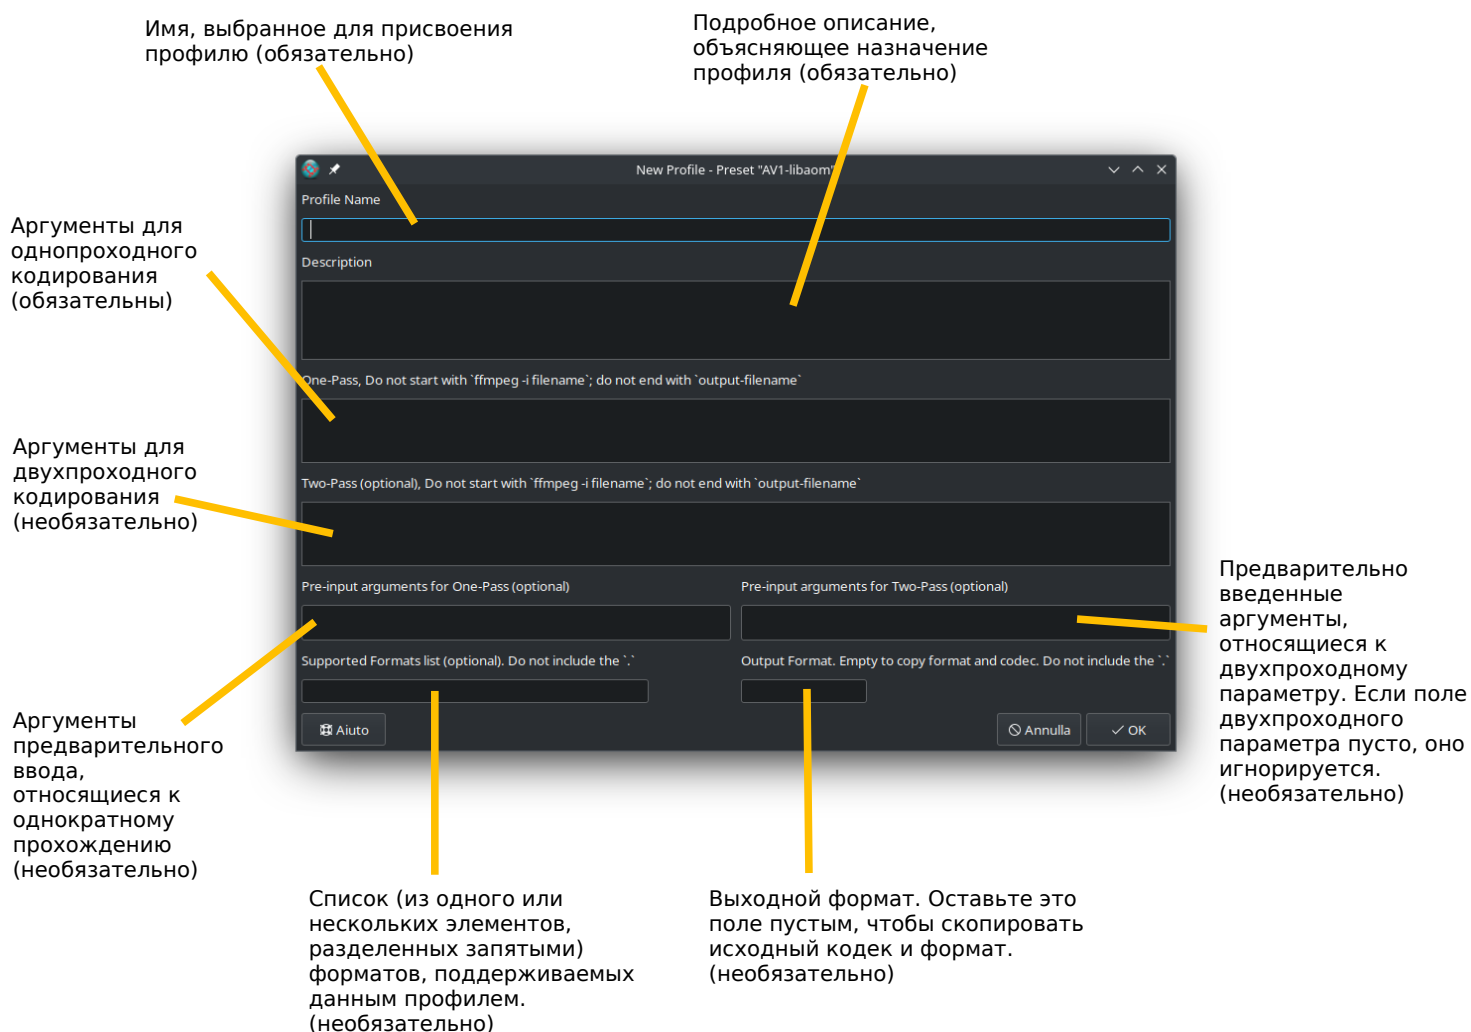 Имя, выбранное для присвоения
профилю (обязательно)
Подробное описание,
объясняющее назначение
профиля (обязательно)
New Profile - Preset "AV1-libaom"
Profile Name
Аргументы для
однопроходного
кодирования
(обязательны)
Description
One-Pass, Do not start with `ffmpeg -i filename`; do not end with `output-filename`
Аргументы для
двухпроходного
кодирования
(необязательно)
Two-Pass (optional), Do not start with `ffmpeg -i filename`; do not end with `output-filename`
Pre-input arguments for One-Pass (optional)
Pre-input arguments for Two-Pass (optional)
Предварительно
введенные
аргументы,
относящиеся к
двухпроходному
параметру. Если поле
двухпроходного
параметра пусто, оно
игнорируется.
(необязательно)
Supported Formats list (optional). Do not include the `.`
Output Format. Empty to copy format and codec. Do not include the `.`
Aiuto
Annulla
OK
Аргументы
предварительного
ввода,
относящиеся к
однократному
прохождению
(необязательно)
Список (из одного или
нескольких элементов,
разделенных запятыми)
форматов, поддерживаемых
данным профилем.
(необязательно)
Выходной формат. Оставьте это
поле пустым, чтобы скопировать
исходный кодек и формат.
(необязательно)